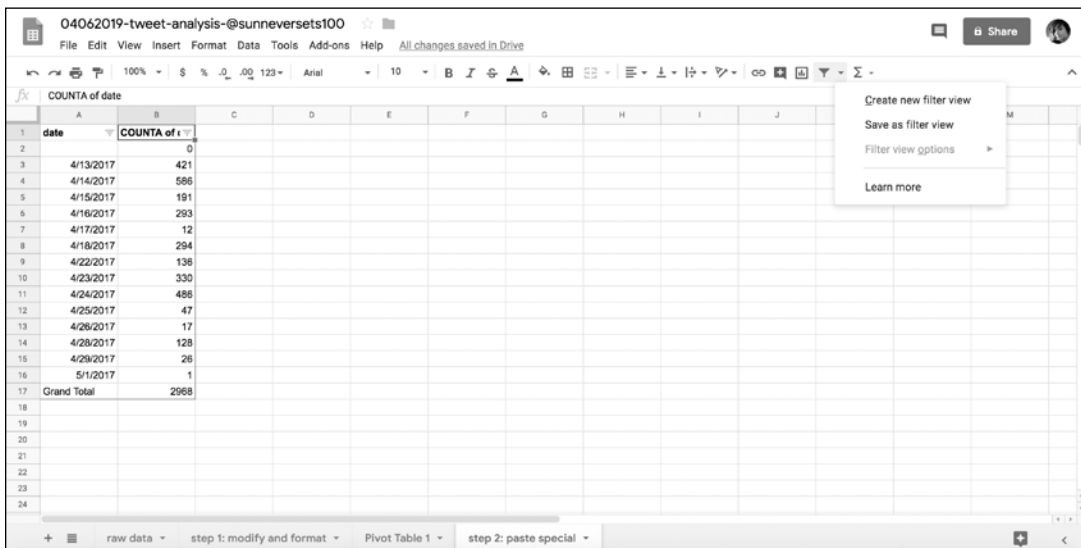 04062019-tweet-analysis-@sunneversets100
Share
File Edit View Insert Format Data Tools Add-ons Help All changes saved in Drive
100% $ % .0 .00 123 Arial 10 B I S A Σ
fx COUNTA of date
Create new filter view
Save as filter view
Filter view options
Learn more
A B C D E F G H I J M
1 date COUNTA of
2 0
3 4/13/2017 421
4 4/14/2017 586
5 4/15/2017 191
6 4/16/2017 293
7 4/17/2017 12
8 4/18/2017 294
9 4/22/2017 136
10 4/23/2017 330
11 4/24/2017 486
12 4/25/2017 47
13 4/26/2017 17
14 4/28/2017 128
15 4/29/2017 26
16 5/1/2017 1
17 Grand Total 2968
18
19
20
21
22
23
24
+ raw data step 1: modify and format Pivot Table 1 step 2: paste special